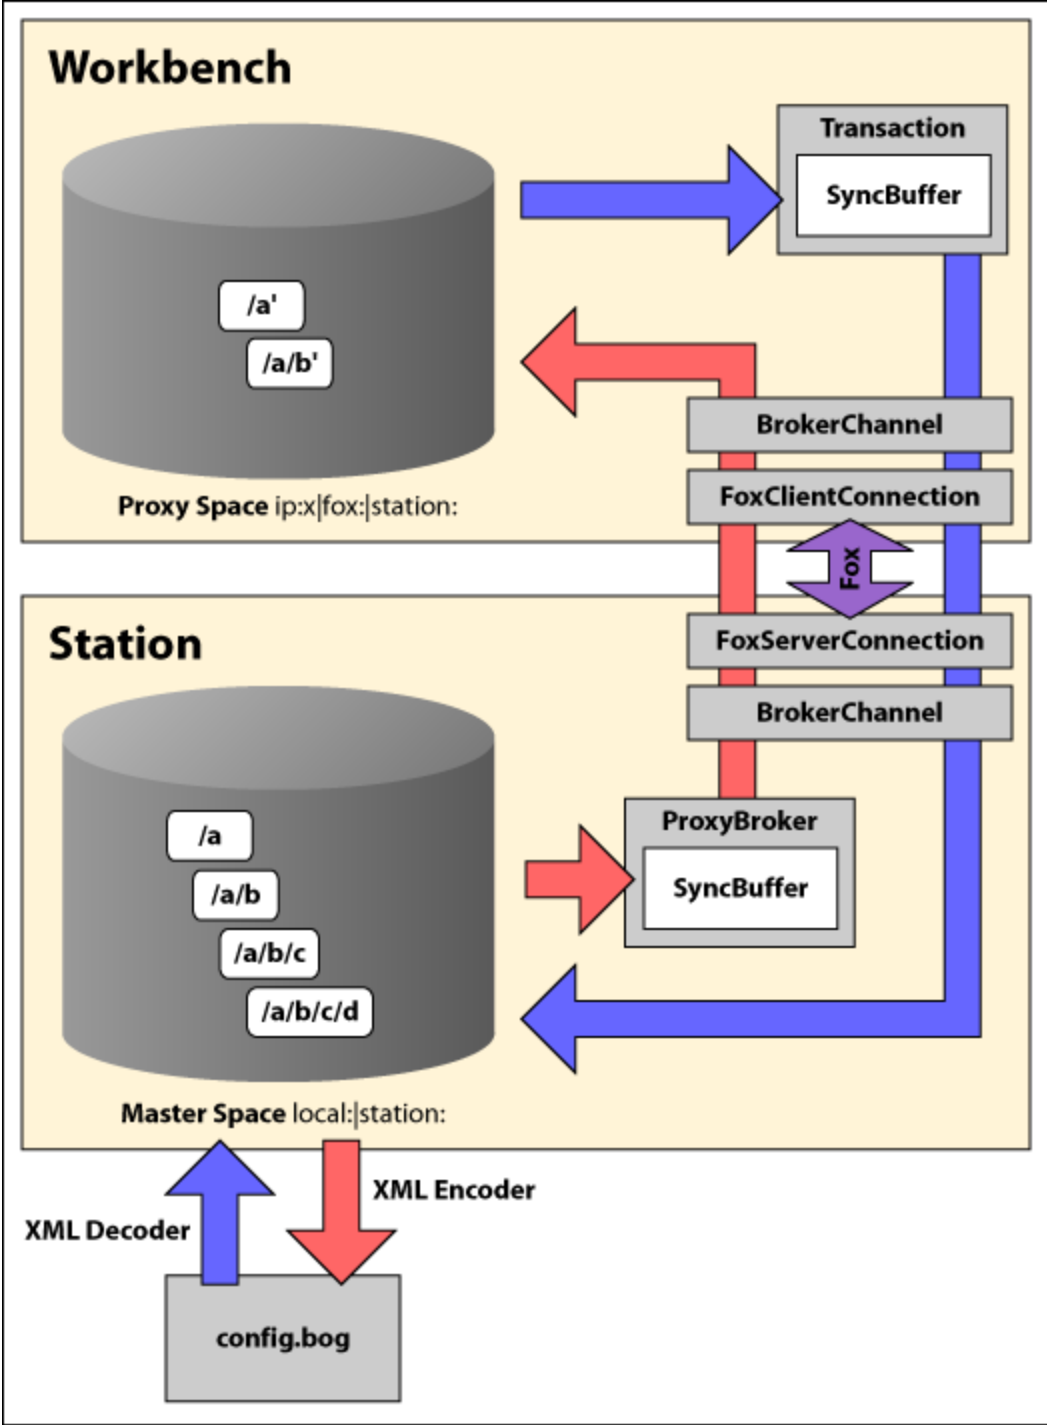 Workbench
Transaction
SyncBuffer
/a'
/a/b'
BrokerChannel
FoxClientConnection
Proxy Space ip:x|fox:|station:
Fox
Station
FoxServerConnection
BrokerChannel
ProxyBroker
SyncBuffer
/a
/a/b
/a/b/c
/a/b/c/d
Master Space local:|station:
XML Encoder
XML Decoder
config.bog